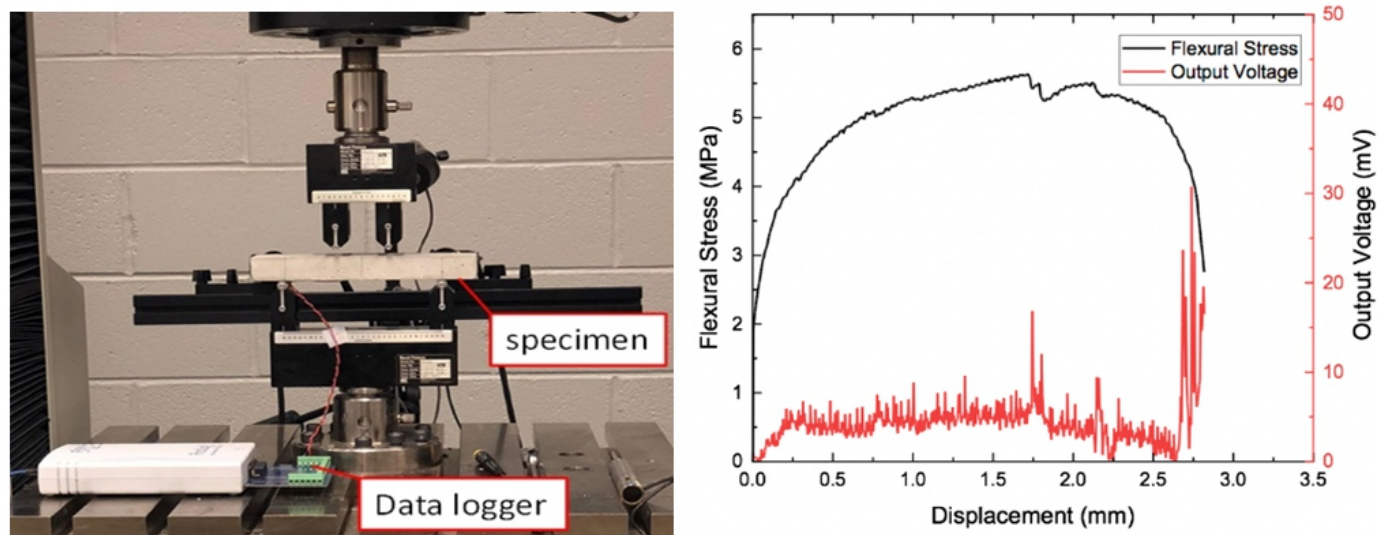 specimen
Data logger
Flexural Stress
Output Voltage
Flexural Stress (MPa)
6
5
4
3
2
1
0
0.0 0.5 1.0 1.5 2.0 2.5 3.0 3.5
Displacement (mm)
50
40
30
20
10
0
Output Voltage (mV)